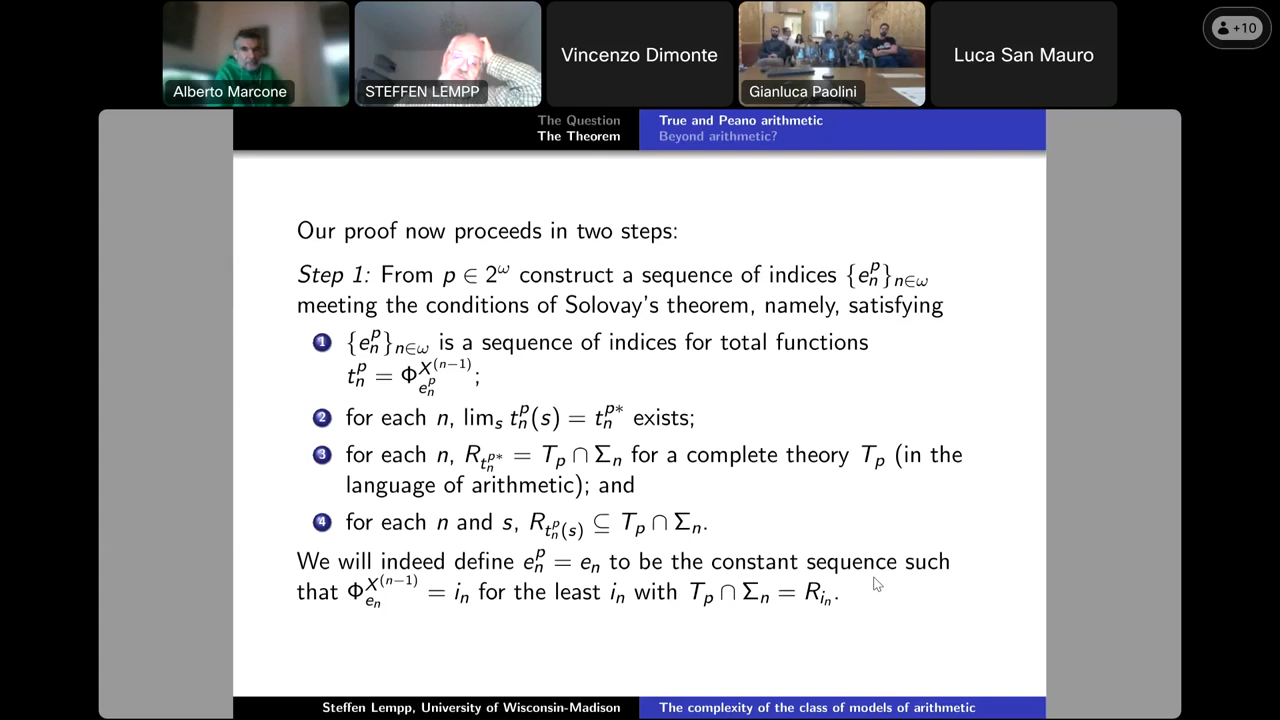 +10
Alberto Marcone
STEFFEN LEMPP
Vincenzo Dimonte
Gianluca Paolini
Luca San Mauro
The Question
The Theorem
True and Peano arithmetic
Beyond arithmetic?
Our proof now proceeds in two steps:
Step 1: From p ∈ 2^ω construct a sequence of indices {e_n^p}_{n∈ω}
meeting the conditions of Solovay's theorem, namely, satisfying
1 {e_n^p}_{n∈ω} is a sequence of indices for total functions
t_n^p = Φ_{e_n^p}^{X^{(n−1)}};
2 for each n, lim_s t_n^p(s) = t_n^{p*} exists;
3 for each n, R_{t_n^{p*}} = T_p ∩ Σ_n for a complete theory T_p (in the
language of arithmetic); and
4 for each n and s, R_{t_n^p(s)} ⊆ T_p ∩ Σ_n.
We will indeed define e_n^p = e_n to be the constant sequence such
that Φ_{e_n}^{X^{(n−1)}} = i_n for the least i_n with T_p ∩ Σ_n = R_{i_n}.
Steffen Lempp, University of Wisconsin-Madison
The complexity of the class of models of arithmetic